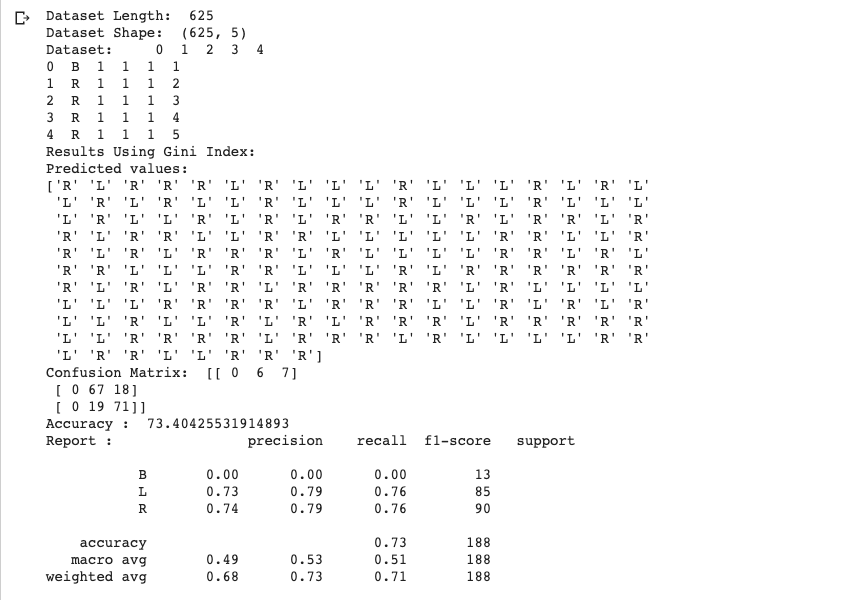 Dataset Length:  625
Dataset Shape:  (625, 5)
Dataset:     0  1  2  3  4
0  B  1  1  1  1
1  R  1  1  1  2
2  R  1  1  1  3
3  R  1  1  1  4
4  R  1  1  1  5
Results Using Gini Index:
Predicted values:
['R' 'L' 'R' 'R' 'R' 'L' 'R' 'L' 'L' 'L' 'R' 'L' 'L' 'L' 'R' 'L' 'R' 'L'
 'L' 'R' 'L' 'R' 'L' 'L' 'R' 'L' 'L' 'L' 'R' 'L' 'L' 'L' 'R' 'L' 'L' 'L'
 'L' 'R' 'L' 'L' 'R' 'L' 'R' 'L' 'R' 'R' 'L' 'L' 'R' 'L' 'R' 'R' 'L' 'R'
 'R' 'L' 'R' 'R' 'L' 'L' 'R' 'R' 'L' 'L' 'L' 'L' 'L' 'R' 'R' 'L' 'L' 'R'
 'R' 'L' 'R' 'L' 'R' 'R' 'L' 'R' 'L' 'R' 'L' 'L' 'R' 'R' 'L' 'R' 'L'
 'R' 'R' 'L' 'L' 'L' 'R' 'R' 'L' 'L' 'L' 'R' 'L' 'R' 'R' 'R' 'R' 'R' 'R'
 'R' 'L' 'R' 'L' 'R' 'R' 'L' 'R' 'R' 'L' 'R' 'R' 'L' 'R' 'L' 'L' 'L' 'L'
 'L' 'L' 'L' 'R' 'R' 'R' 'R' 'L' 'R' 'R' 'R' 'L' 'L' 'R' 'L' 'R' 'L' 'R'
 'L' 'L' 'R' 'L' 'L' 'R' 'L' 'R' 'L' 'R' 'R' 'L' 'R' 'R' 'R' 'L' 'R' 'R'
 'L' 'L' 'R' 'R' 'R' 'R' 'L' 'R' 'R' 'R' 'L' 'R' 'L' 'L' 'L' 'L' 'R' 'R'
 'L' 'R' 'R' 'L' 'L' 'R' 'R' 'R']
Confusion Matrix:  [[ 0  6  7]
 [ 0 67 18]
 [ 0 19 71]]
Accuracy :  73.40425531914893
Report :                precision    recall  f1-score   support
B       0.00      0.00      0.00        13
L       0.73      0.79      0.76        85
R       0.74      0.79      0.76        90
accuracy                           0.73       188
macro avg       0.49      0.53      0.51       188
weighted avg       0.68      0.73      0.71       188